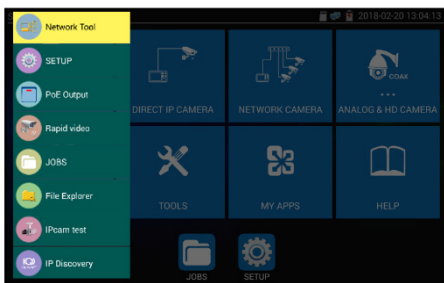 Network Tool
SETUP
PoE Output
Rapid video
JOBS
File Explorer
IPcam test
IP Discovery
S
2018-02-20 13:04:13
DIRECT IP CAMERA
NETWORK CAMERA
COAX
...
ANALOG & HD CAMERA
TOOLS
MY APPS
HELP
JOBS
SETUP